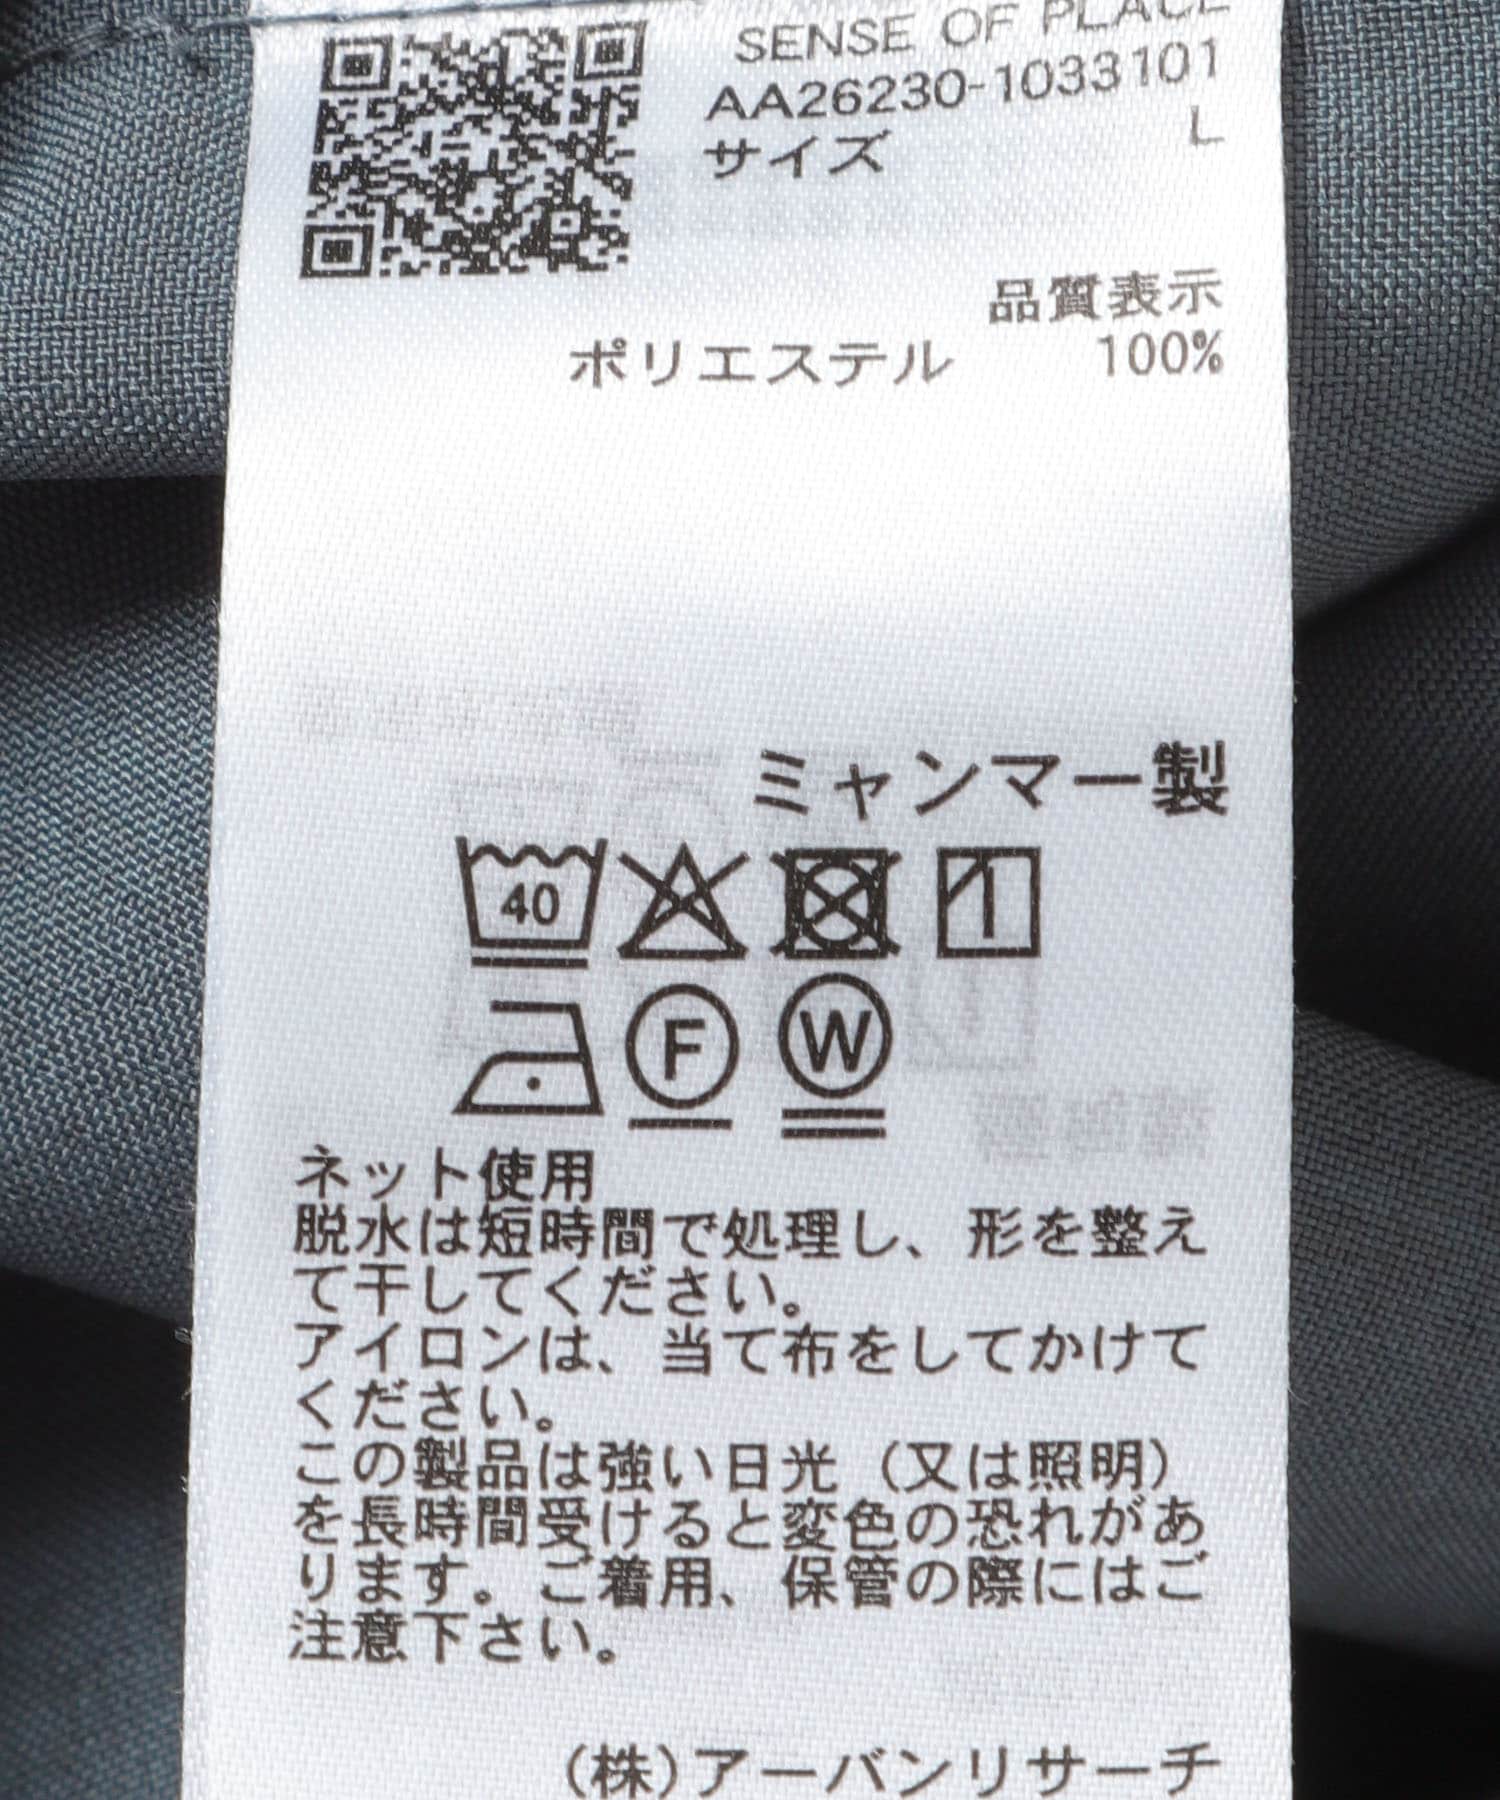 SENSE OF PLACE
AA26230-1033101
サイズ L
品質表示
ポリエステル 100%
ミャンマー製
40
F W
ネット使用
脱水は短時間で処理し、形を整え
て干してください。
アイロンは、当て布をしてかけて
ください。
この製品は強い日光（又は照明）
を長時間受けると変色の恐れがあ
ります。ご着用、保管の際にはご
注意下さい。
(株)アーバンリサーチ